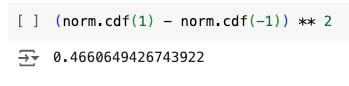 [ ] (norm.cdf(1) - norm.cdf(-1)) ** 2
0.4660649426743922